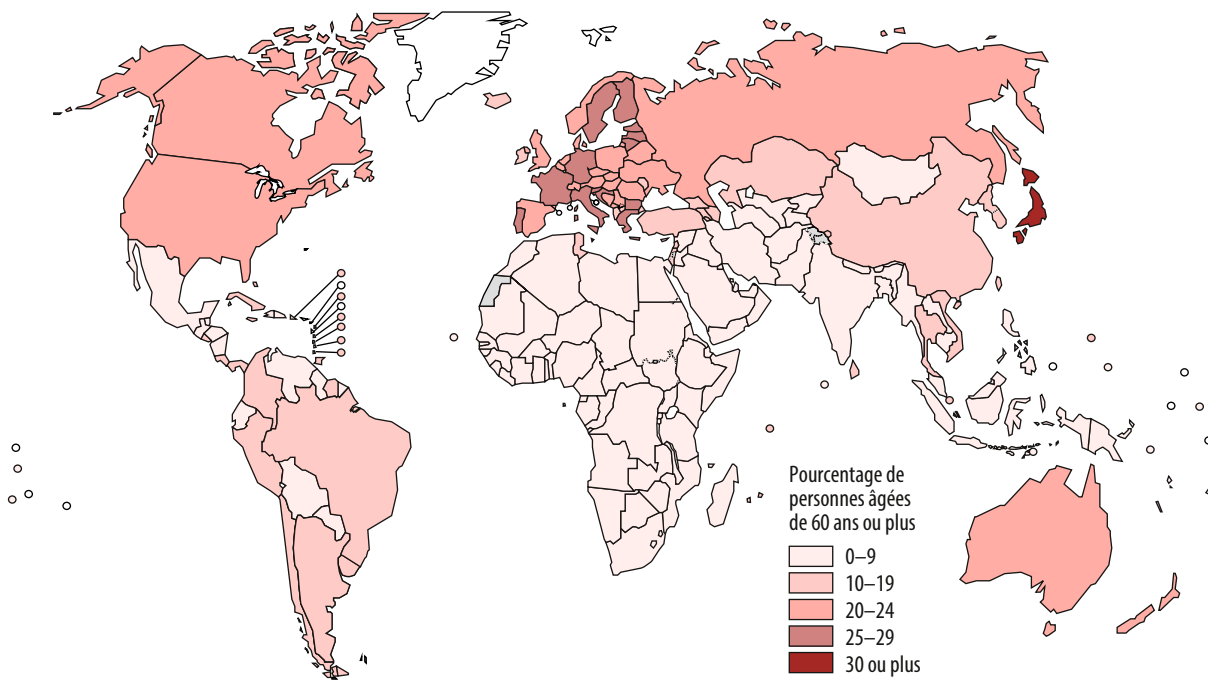 Pourcentage de
personnes âgées
de 60 ans ou plus
0–9
10–19
20–24
25–29
30 ou plus